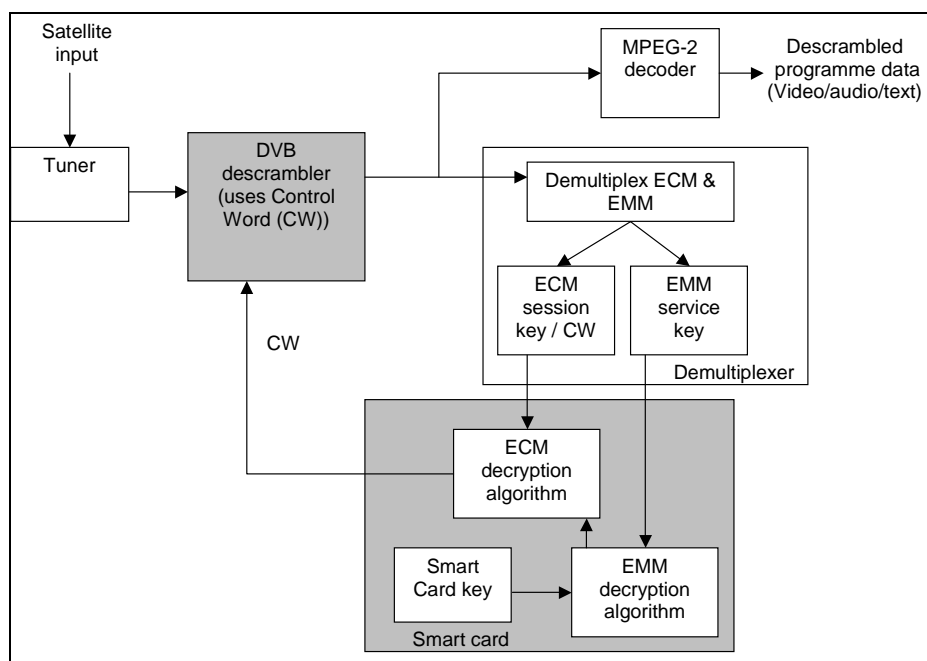 Satellite
input
MPEG-2
decoder
Descrambled
programme data
(Video/audio/text)
Tuner
DVB
descrambler
(uses Control
Word (CW))
Demultiplex ECM &
EMM
ECM
session
key / CW
EMM
service
key
CW
Demultiplexer
ECM
decryption
algorithm
Smart
Card key
EMM
decryption
algorithm
Smart card